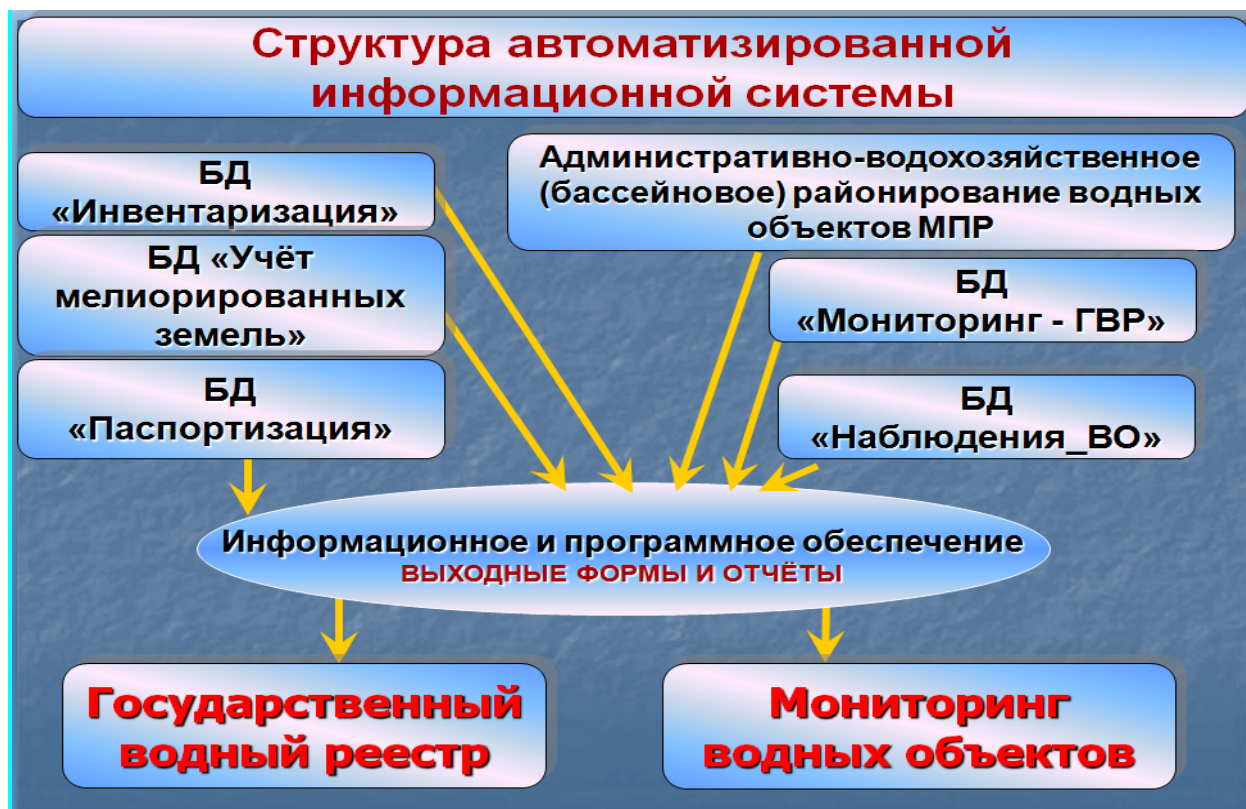 Структура автоматизированной
информационной системы
БД
«Инвентаризация»
БД «Учёт
мелиорированных
земель»
БД
«Паспортизация»
Административно-водохозяйственное
(бассейновое) районирование водных
объектов МПР
БД
«Мониторинг - ГВР»
БД
«Наблюдения_ВО»
Информационное и программное обеспечение
ВЫХОДНЫЕ ФОРМЫ И ОТЧЁТЫ
Государственный
водный реестр
Мониторинг
водных объектов